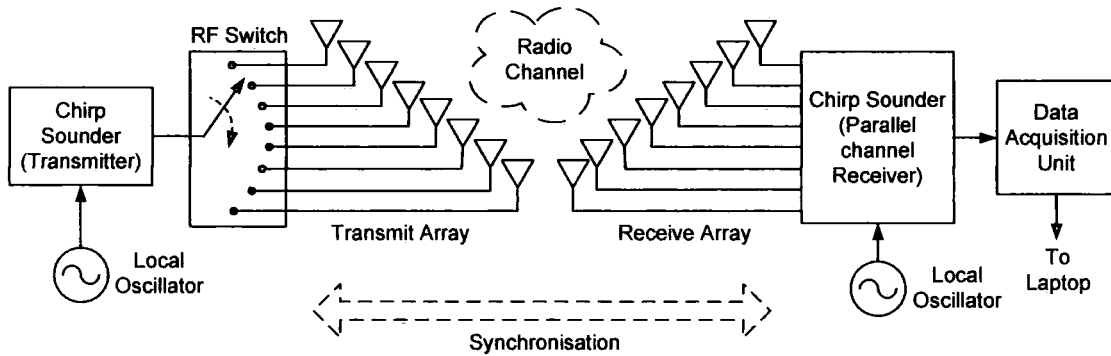 RF Switch
Radio
Channel
Chirp
Sounder
(Transmitter)
Chirp Sounder
(Parallel
channel
Receiver)
Data
Acquisition
Unit
Transmit Array
Receive Array
Local
Oscillator
Local
Oscillator
To
Laptop
Synchronisation